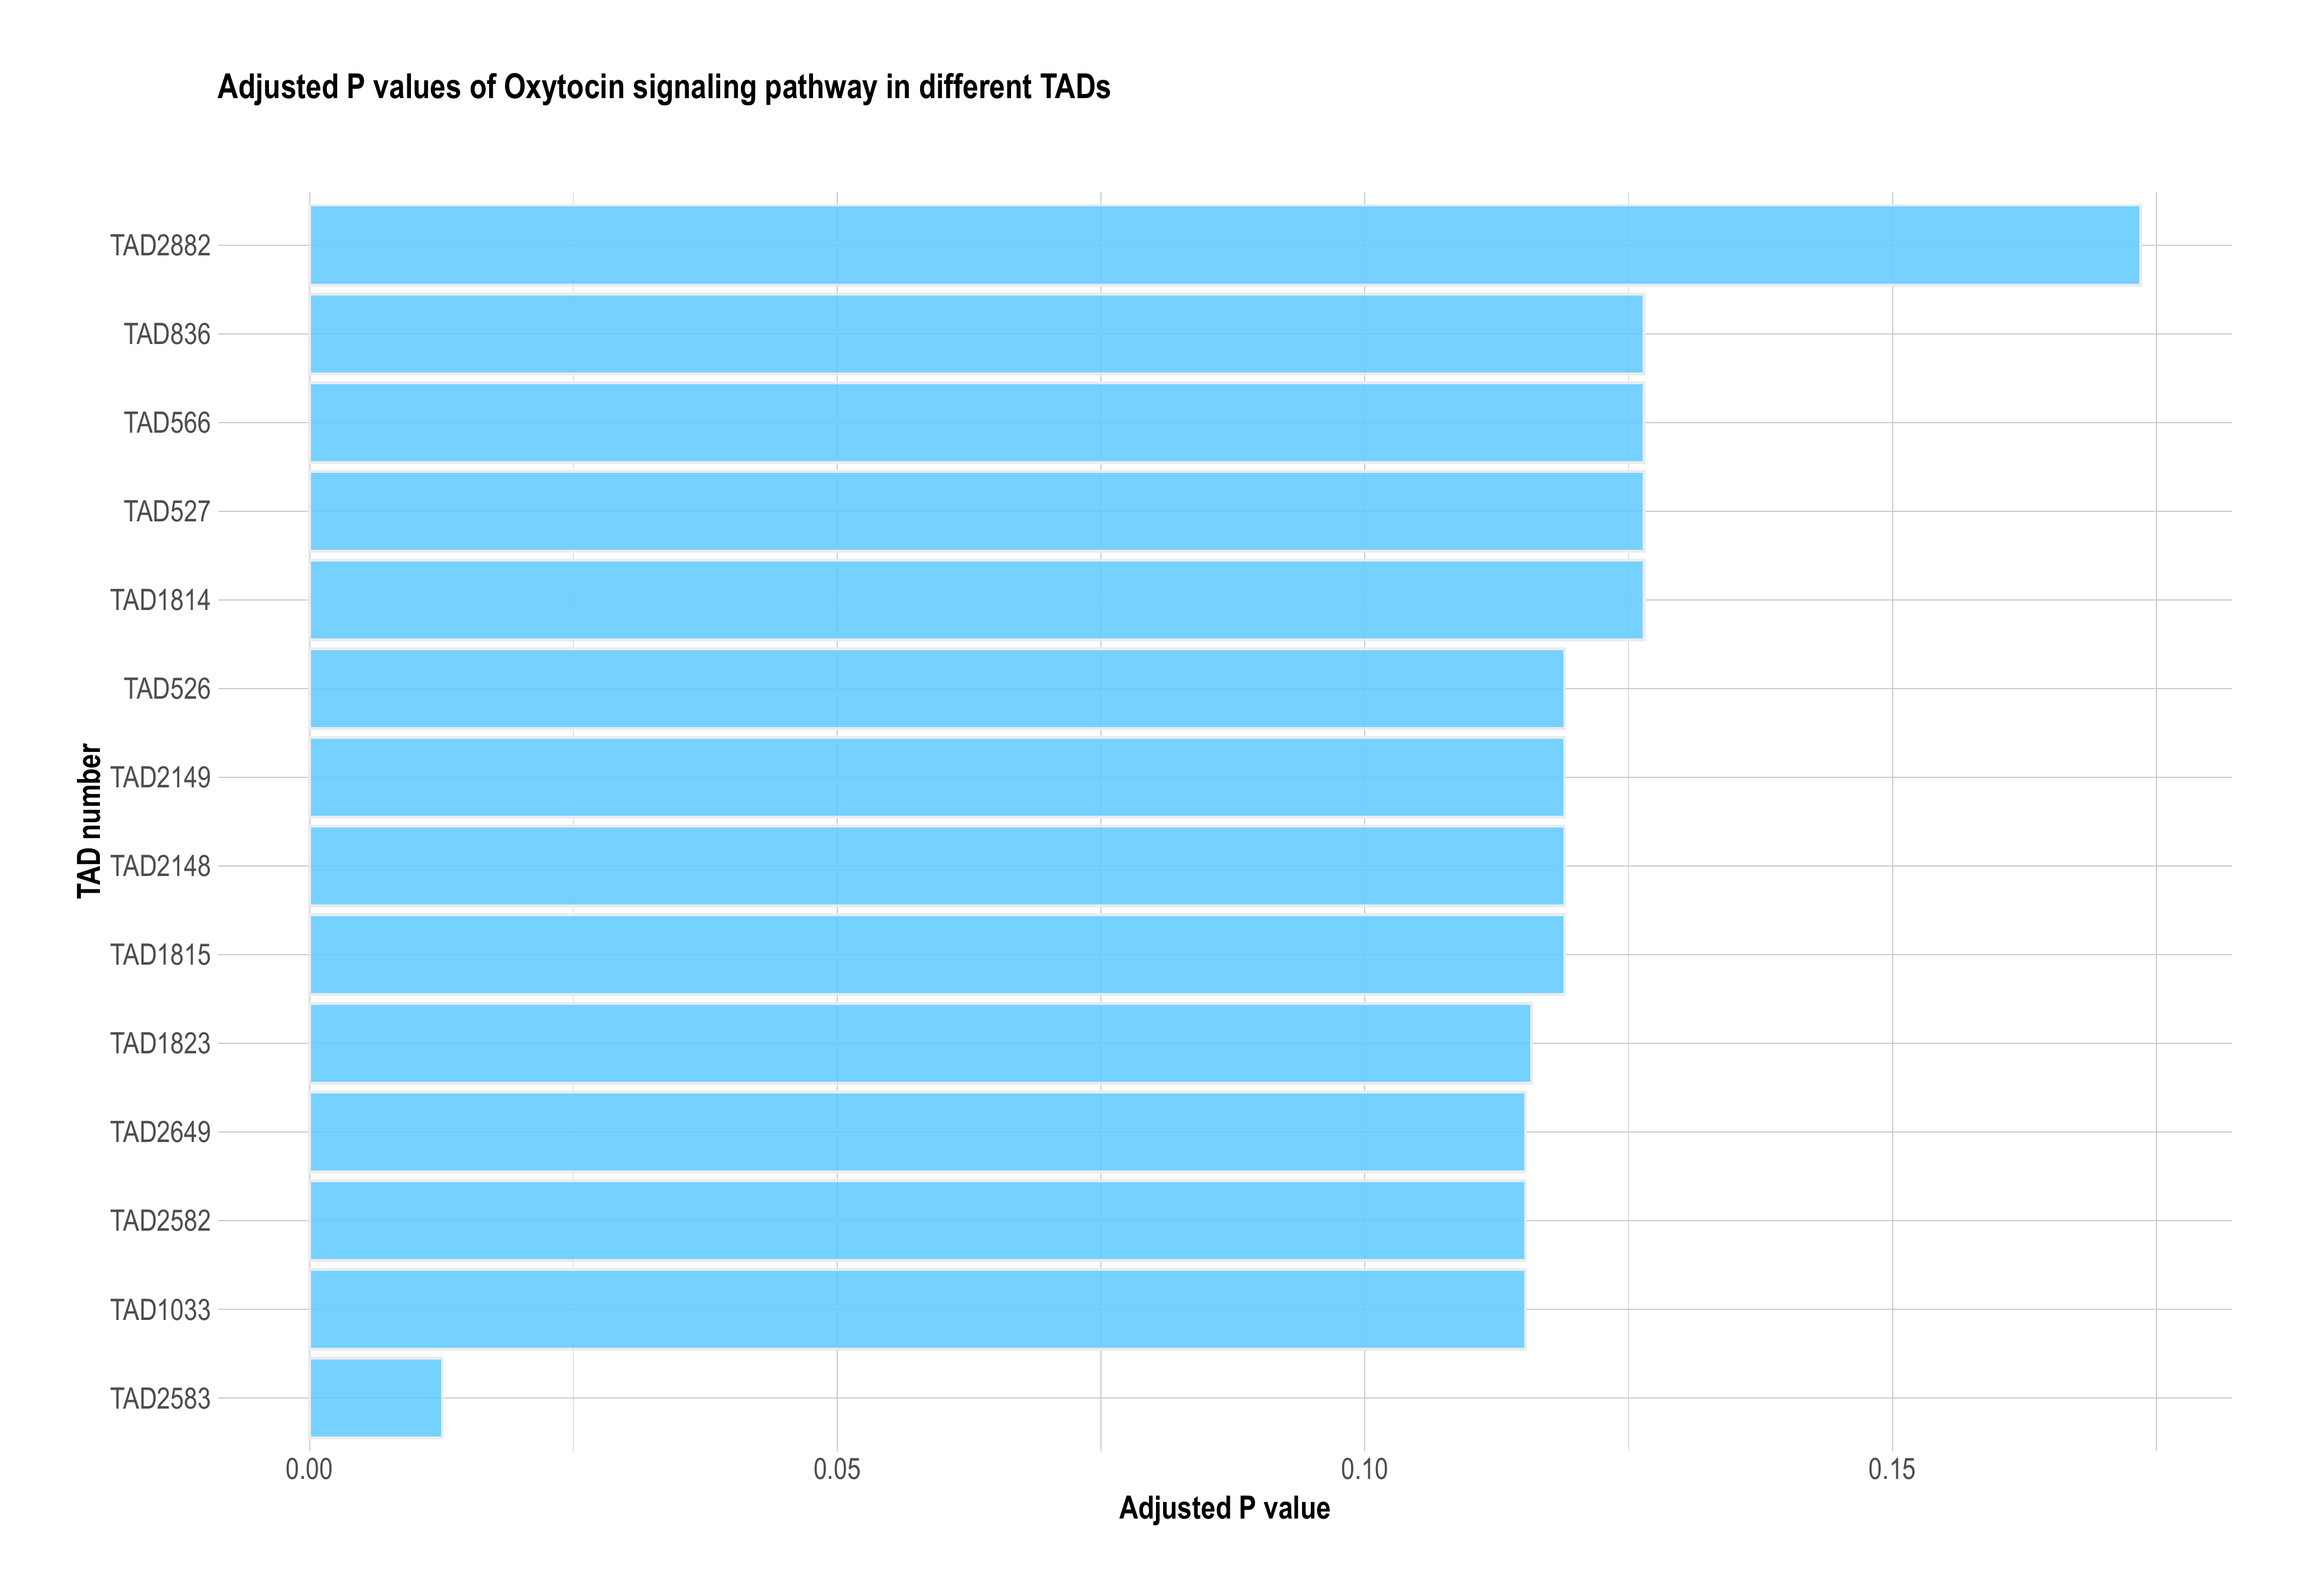 Adjusted P values of Oxytocin signaling pathway in different TADs
TAD number
TAD2882
TAD836
TAD566
TAD527
TAD1814
TAD526
TAD2149
TAD2148
TAD1815
TAD1823
TAD2649
TAD2582
TAD1033
TAD2583
0.00 0.05 0.10 0.15
Adjusted P value